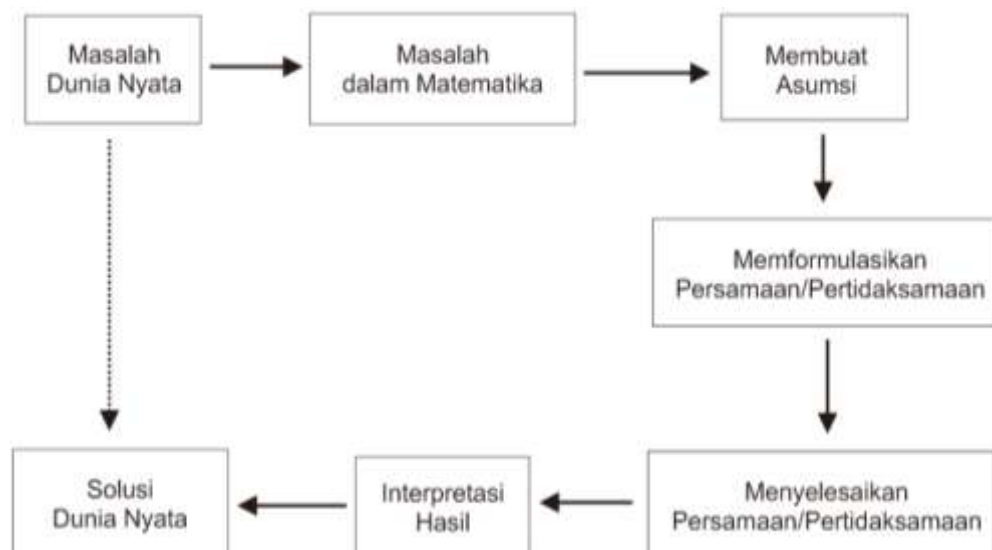 Masalah
Dunia Nyata
Masalah
dalam Matematika
Membuat
Asumsi
Memformulasikan
Persamaan/Pertidaksamaan
Menyelesaikan
Persamaan/Pertidaksamaan
Interpretasi
Hasil
Solusi
Dunia Nyata